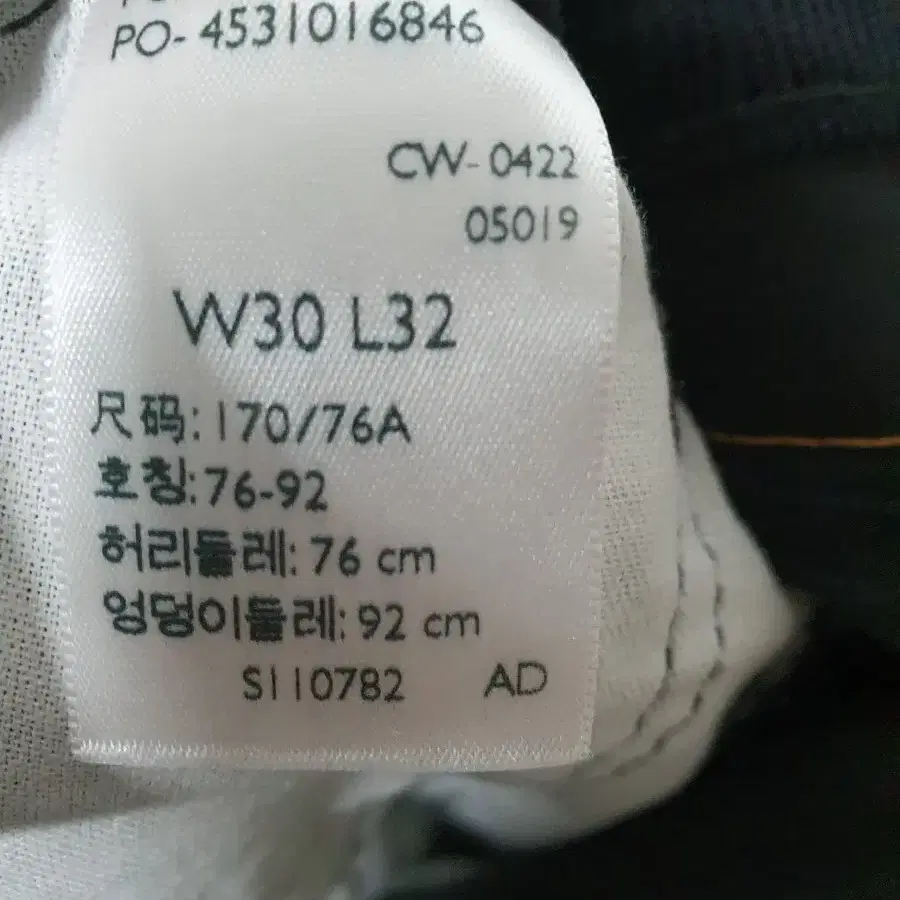 PO- 4531016846
CW- 0422
05019
W30 L32
尺码: 170/76A
호칭: 76-92
허리둘레: 76 cm
엉덩이둘레: 92 cm
S110782 AD